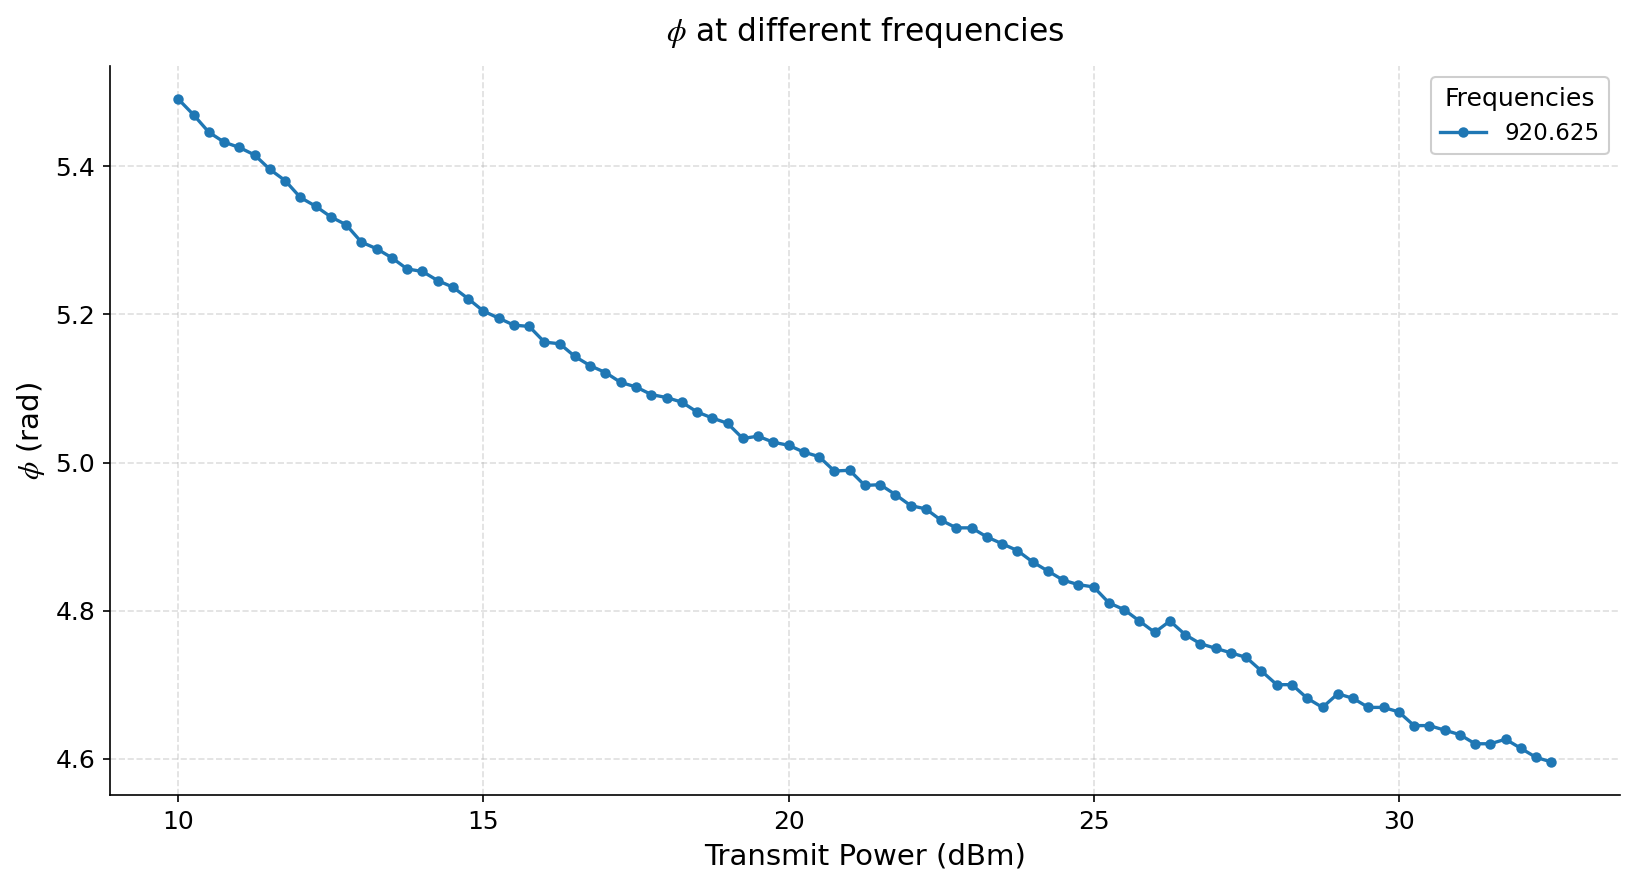 ϕ at different frequencies
Frequencies
920.625
5.4
5.2
5.0
4.8
4.6
ϕ (rad)
10 15 20 25 30
Transmit Power (dBm)